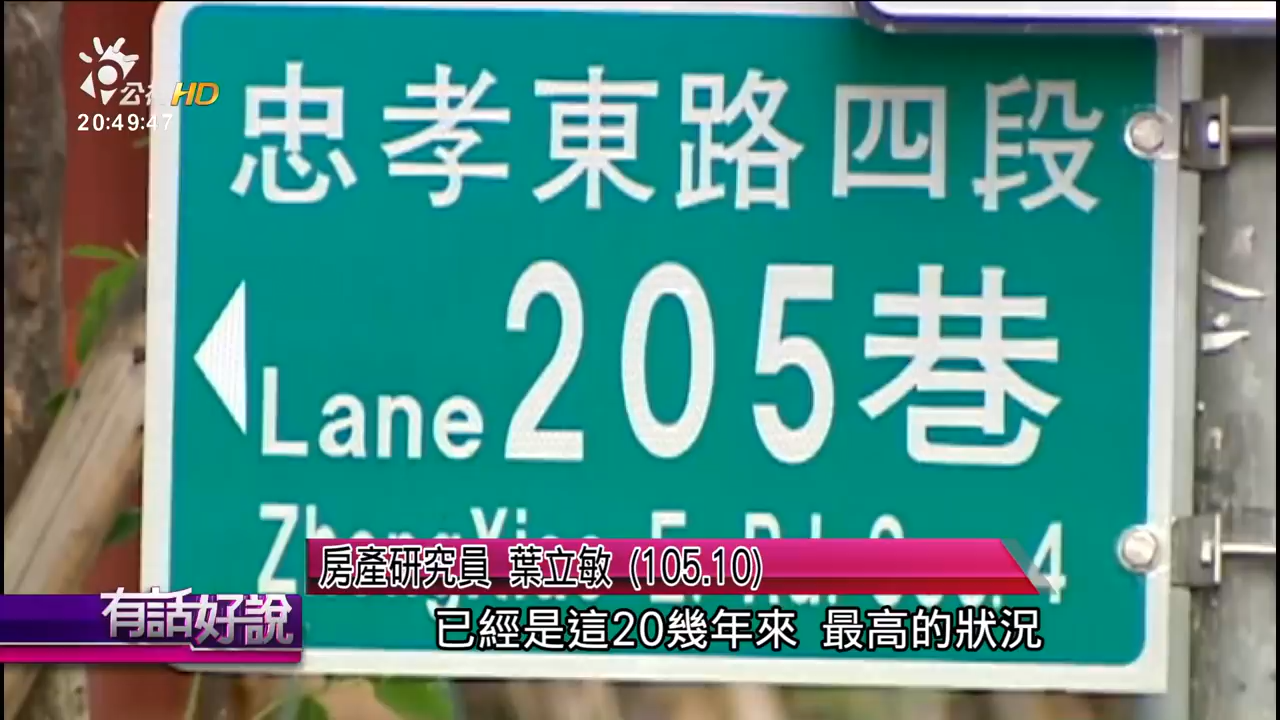 公視HD
20:49:47
忠孝東路四段
Lane 205巷
房產研究員 葉立敏 (105.10)
有話好說
已經是這20幾年來 最高的狀況